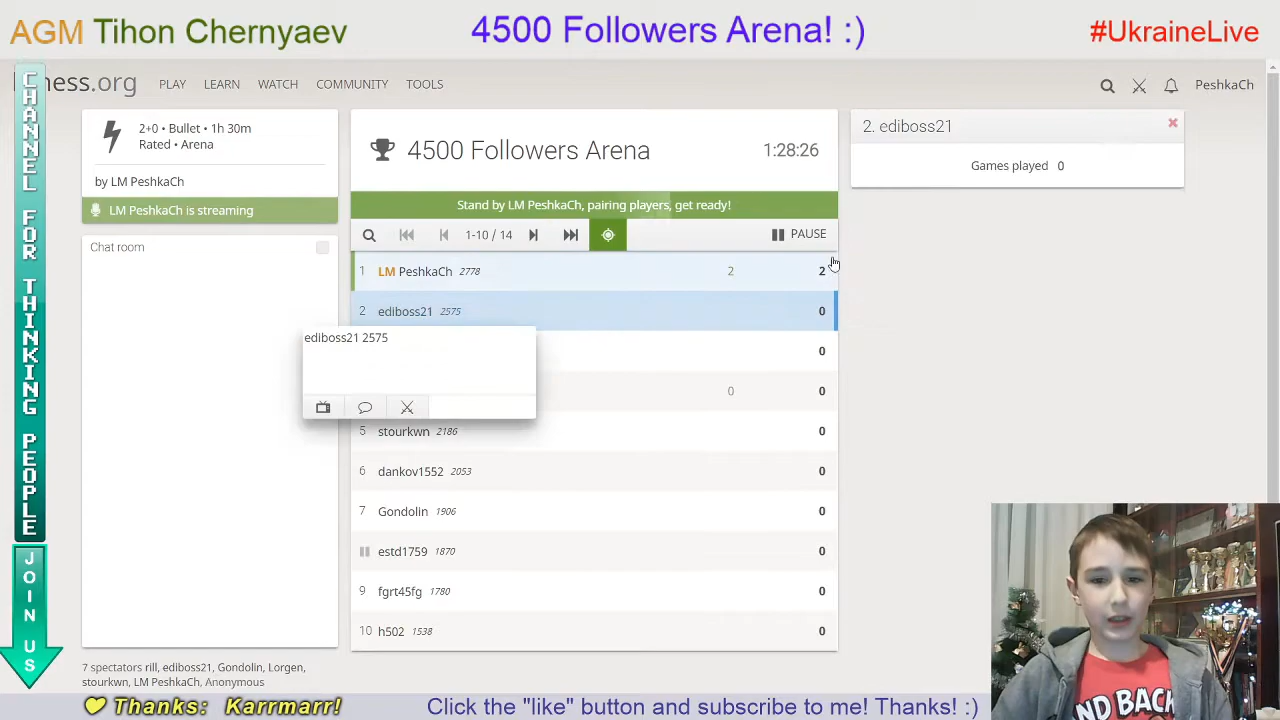 AGM Tihon Chernyaev
4500 Followers Arena! :)
#UkraineLive
CHANNEL FOR THINKING PEOPLE
JOIN US
ness.org
PLAY
LEARN
WATCH
COMMUNITY
TOOLS
PeshkaCh
2+0 • Bullet • 1h 30m
Rated • Arena
by LM PeshkaCh
LM PeshkaCh is streaming
Chat room
7 spectators rill, ediboss21, Gondolin, Lorgen,
stourkwn, LM PeshkaCh, Anonymous
4500 Followers Arena
1:28:26
Stand by LM PeshkaCh, pairing players, get ready!
1-10 / 14
PAUSE
1 LM PeshkaCh 2778 2 2
2 ediboss21 2575 0
ediboss21 2575
0
0 0
5 stourkwn 2186 0
6 dankov1552 2053 0
7 Gondolin 1906 0
estd1759 1870 0
9 fgrt45fg 1780 0
10 h502 1538 0
2. ediboss21
Games played 0
ND BACK
Thanks: Karrmarr!
Click the "like" button and subscribe to me! Thanks! :)